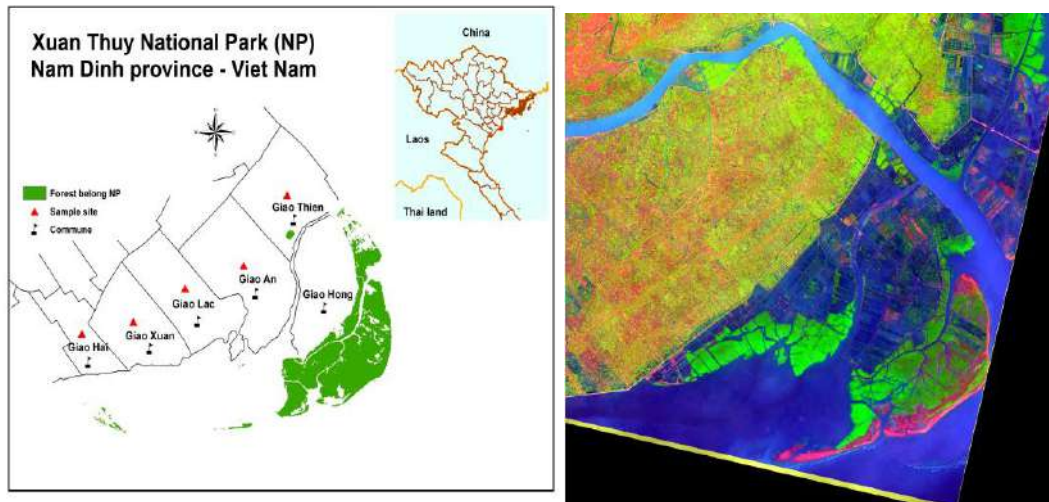 Xuan Thuy National Park (NP)
Nam Dinh province - Viet Nam
China
Laos
Thai land
Forest belong NP
Sample site
Commune
Giao Thien
Giao An
Giao Hong
Giao Lac
Giao Xuan
Giao Hai